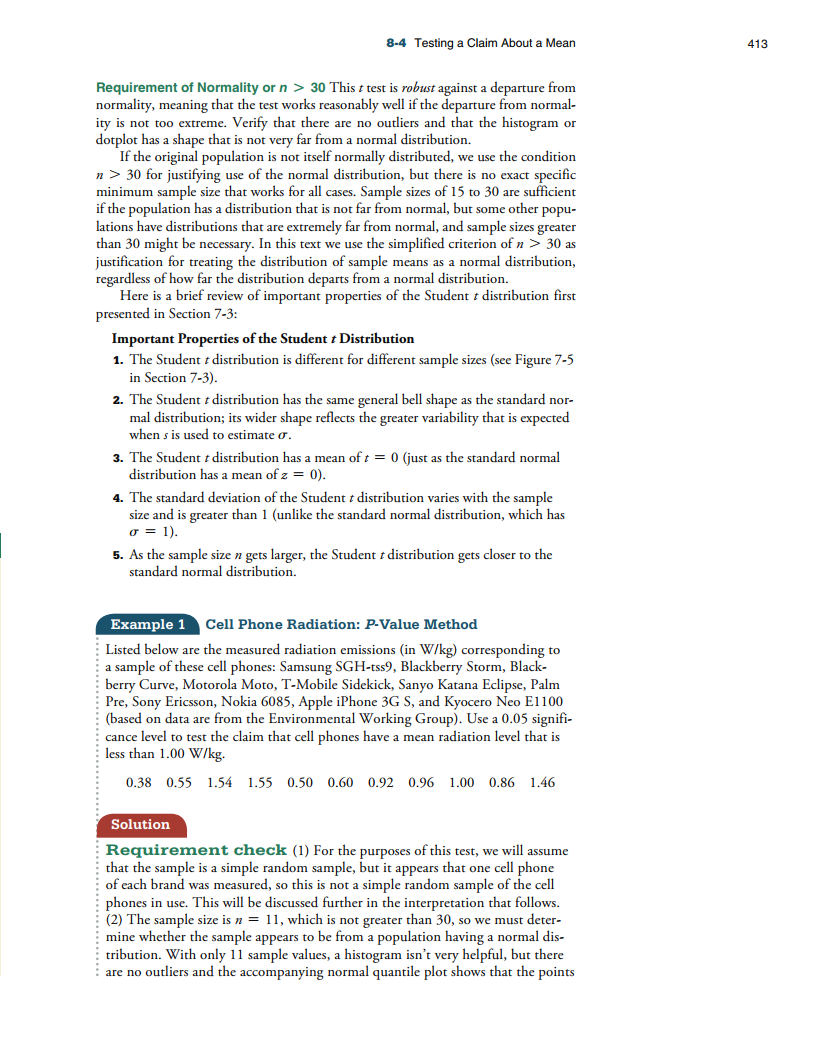 8-4 Testing a Claim About a Mean 413
Requirement of Normality or n > 30 This t test is robust against a departure from
normality, meaning that the test works reasonably well if the departure from normal-
ity is not too extreme. Verify that there are no outliers and that the histogram or
dotplot has a shape that is not very far from a normal distribution.
If the original population is not itself normally distributed, we use the condition
n > 30 for justifying use of the normal distribution, but there is no exact specific
minimum sample size that works for all cases. Sample sizes of 15 to 30 are sufficient
if the population has a distribution that is not far from normal, but some other popu-
lations have distributions that are extremely far from normal, and sample sizes greater
than 30 might be necessary. In this text we use the simplified criterion of n > 30 as
justification for treating the distribution of sample means as a normal distribution,
regardless of how far the distribution departs from a normal distribution.
Here is a brief review of important properties of the Student t distribution first
presented in Section 7-3:
Important Properties of the Student t Distribution
1. The Student t distribution is different for different sample sizes (see Figure 7-5
in Section 7-3).
2. The Student t distribution has the same general bell shape as the standard nor-
mal distribution; its wider shape reflects the greater variability that is expected
when s is used to estimate σ.
3. The Student t distribution has a mean of t = 0 (just as the standard normal
distribution has a mean of z = 0).
4. The standard deviation of the Student t distribution varies with the sample
size and is greater than 1 (unlike the standard normal distribution, which has
σ = 1).
5. As the sample size n gets larger, the Student t distribution gets closer to the
standard normal distribution.
Example 1 Cell Phone Radiation: P-Value Method
Listed below are the measured radiation emissions (in W/kg) corresponding to
a sample of these cell phones: Samsung SGH-tss9, Blackberry Storm, Black-
berry Curve, Motorola Moto, T-Mobile Sidekick, Sanyo Katana Eclipse, Palm
Pre, Sony Ericsson, Nokia 6085, Apple iPhone 3G S, and Kyocero Neo E1100
(based on data are from the Environmental Working Group). Use a 0.05 signifi-
cance level to test the claim that cell phones have a mean radiation level that is
less than 1.00 W/kg.
0.38 0.55 1.54 1.55 0.50 0.60 0.92 0.96 1.00 0.86 1.46
Solution
Requirement check (1) For the purposes of this test, we will assume
that the sample is a simple random sample, but it appears that one cell phone
of each brand was measured, so this is not a simple random sample of the cell
phones in use. This will be discussed further in the interpretation that follows.
(2) The sample size is n = 11, which is not greater than 30, so we must deter-
mine whether the sample appears to be from a population having a normal dis-
tribution. With only 11 sample values, a histogram isn't very helpful, but there
are no outliers and the accompanying normal quantile plot shows that the points